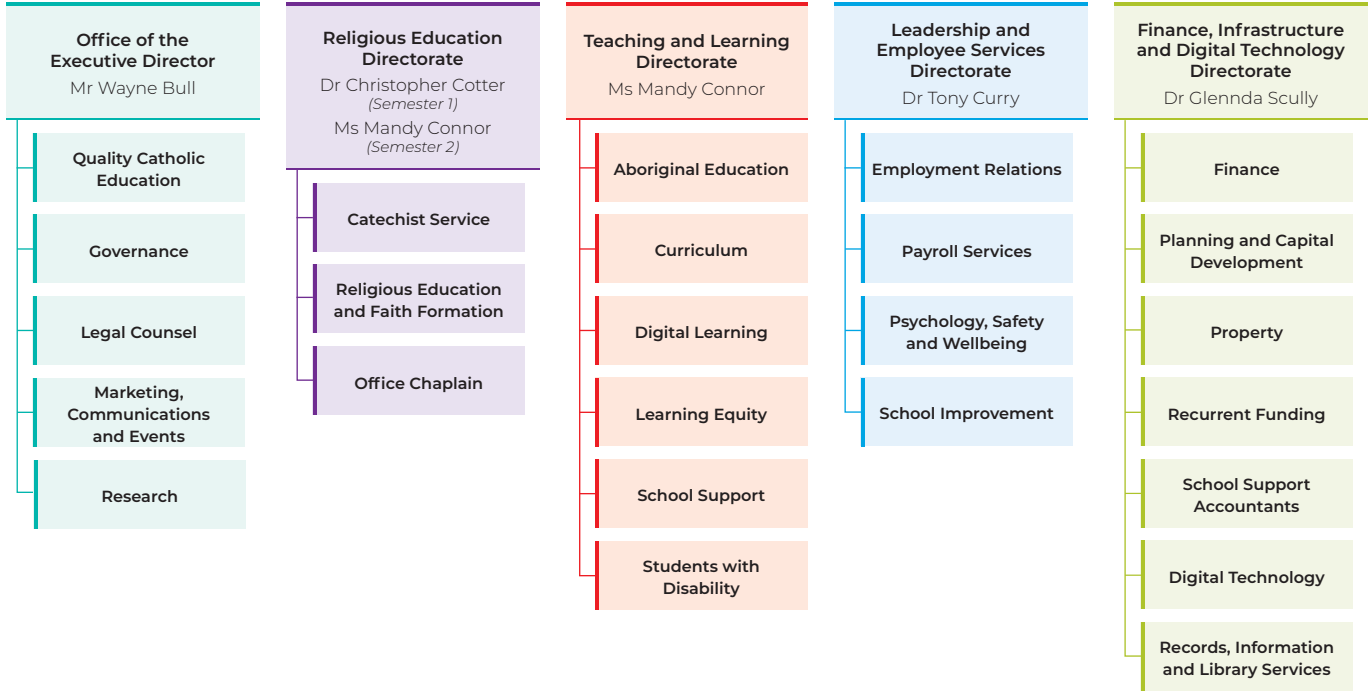 Office of the
Executive Director
Mr Wayne Bull
Quality Catholic
Education
Governance
Legal Counsel
Marketing,
Communications
and Events
Research
Religious Education
Directorate
Dr Christopher Cotter
(Semester 1)
Ms Mandy Connor
(Semester 2)
Catechist Service
Religious Education
and Faith Formation
Office Chaplain
Teaching and Learning
Directorate
Ms Mandy Connor
Aboriginal Education
Curriculum
Digital Learning
Learning Equity
School Support
Students with
Disability
Leadership and
Employee Services
Directorate
Dr Tony Curry
Employment Relations
Payroll Services
Psychology, Safety
and Wellbeing
School Improvement
Finance, Infrastructure
and Digital Technology
Directorate
Dr Glennda Scully
Finance
Planning and Capital
Development
Property
Recurrent Funding
School Support
Accountants
Digital Technology
Records, Information
and Library Services